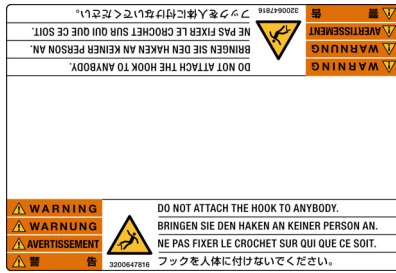 フックを人体に付けないでください。 3200647816 警 告
NE PAS FIXER LE CROCHET SUR QUI QUE CE SOIT. AVERTISSEMENT
BRINGEN SIE DEN HAKEN AN KEINER PERSON AN. WARNUNG
DO NOT ATTACH THE HOOK TO ANYBODY. WARNING
WARNING DO NOT ATTACH THE HOOK TO ANYBODY.
WARNUNG BRINGEN SIE DEN HAKEN AN KEINER PERSON AN.
AVERTISSEMENT NE PAS FIXER LE CROCHET SUR QUI QUE CE SOIT.
警 告 3200647816 フックを人体に付けないでください。